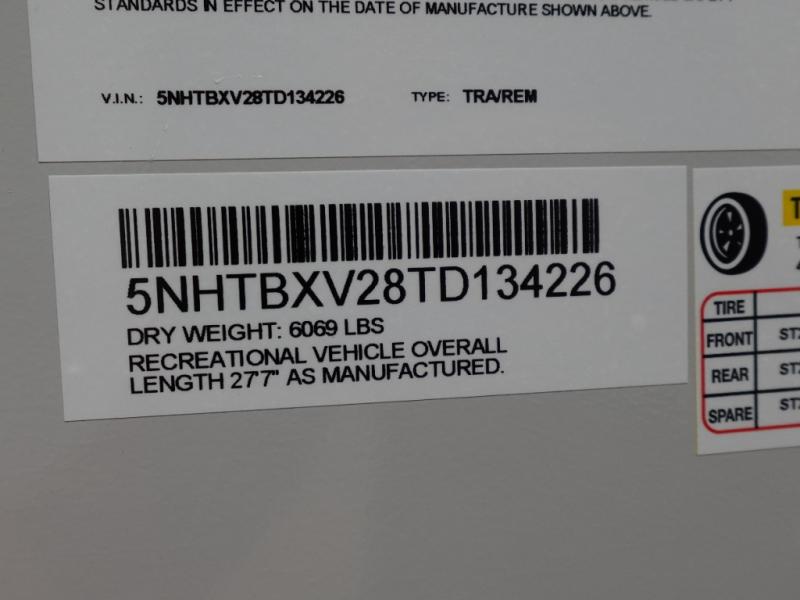 STANDARDS IN EFFECT ON THE DATE OF MANUFACTURE SHOWN ABOVE.
V.I.N.: 5NHTBXV28TD134226 TYPE: TRA/REM
5NHTBXV28TD134226
DRY WEIGHT: 6069 LBS
RECREATIONAL VEHICLE OVERALL
LENGTH 27'7" AS MANUFACTURED.
TIRE
FRONT
REAR
SPARE